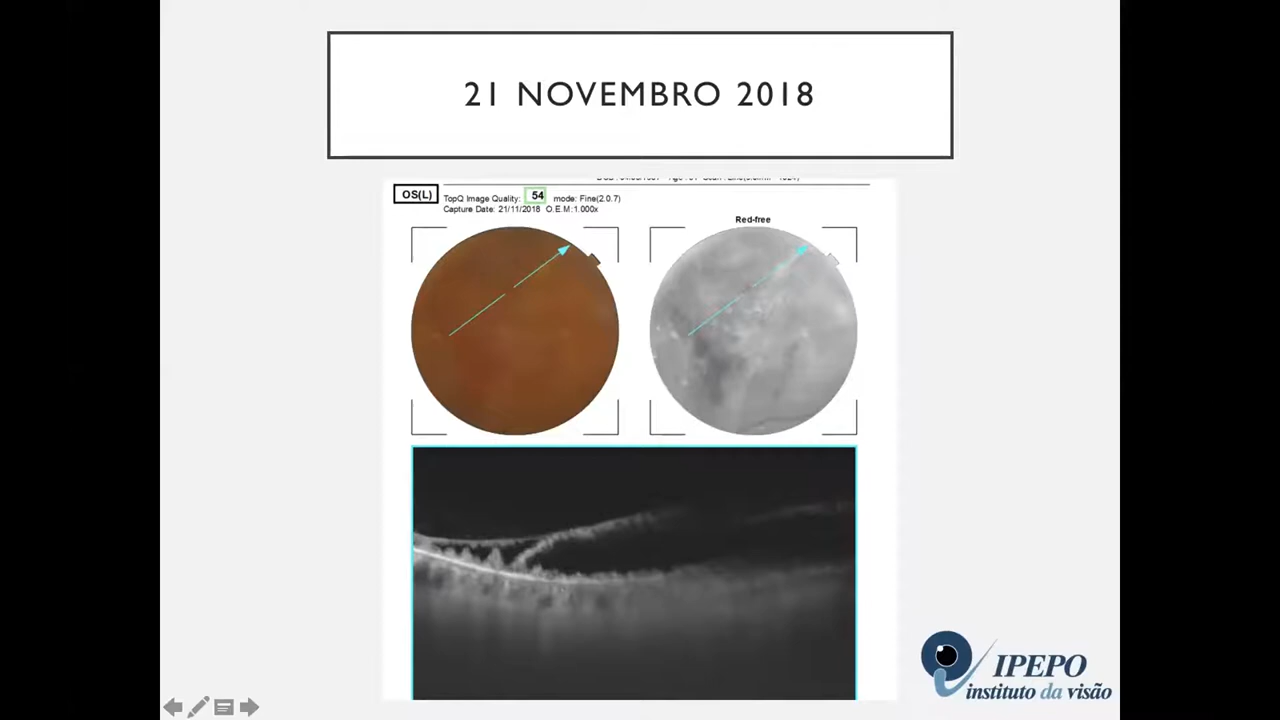 21 NOVEMBRO 2018
OS(L)
TopQ Image Quality: 54 mode: Fine(2.0.7)
Capture Date: 21/11/2018 O.E.M:1.000x
Red-free
IPEPO
instituto da visão